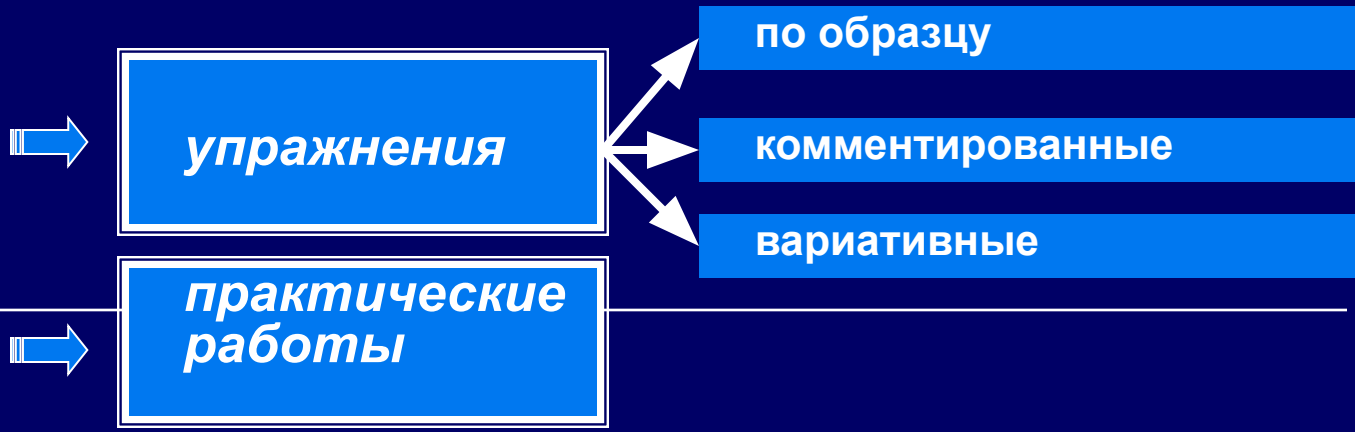 упражнения
по образцу
комментированные
вариативные
практические
работы